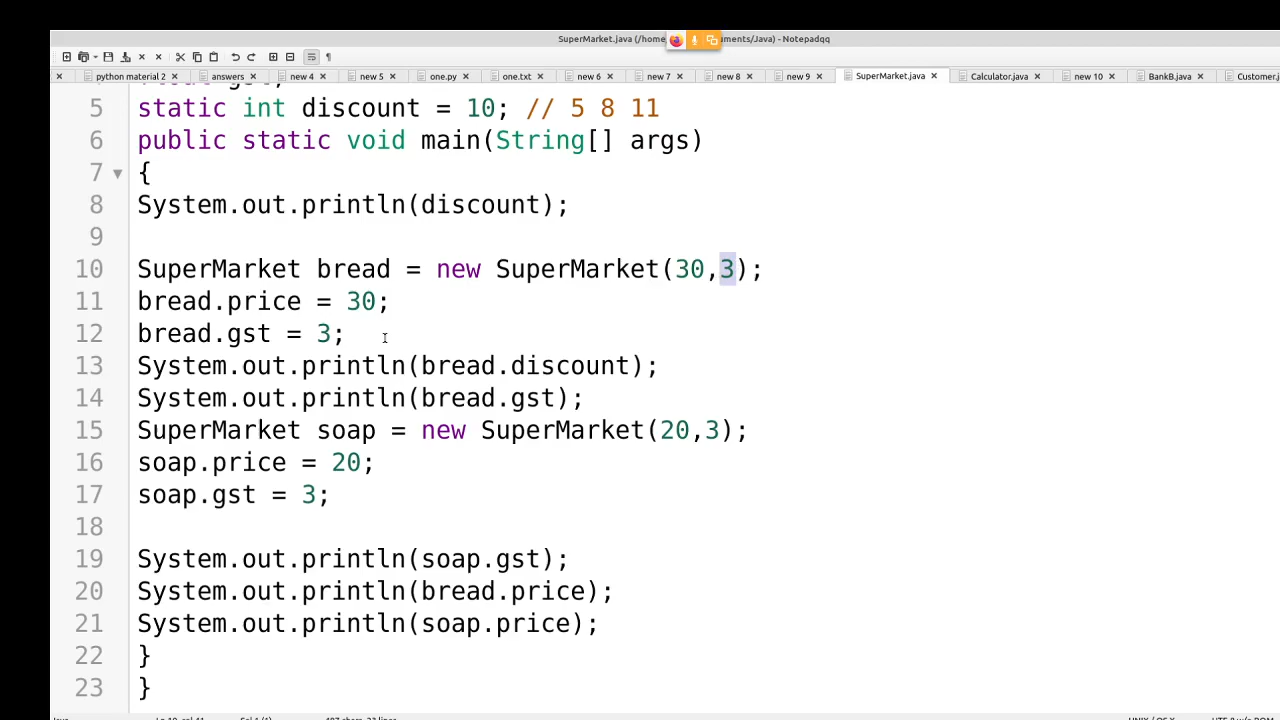 SuperMarket.java (/home uments/Java) - Notepadqq
python material 2 answers new 4 new 5 one.py one.txt new 6 new 7 new 8 new 9 SuperMarket.java Calculator.java new 10 BankB.java Customer.j
5 static int discount = 10; // 5 8 11
6 public static void main(String[] args)
7 {
8 System.out.println(discount);
9
10 SuperMarket bread = new SuperMarket(30,3);
11 bread.price = 30;
12 bread.gst = 3;
13 System.out.println(bread.discount);
14 System.out.println(bread.gst);
15 SuperMarket soap = new SuperMarket(20,3);
16 soap.price = 20;
17 soap.gst = 3;
18
19 System.out.println(soap.gst);
20 System.out.println(bread.price);
21 System.out.println(soap.price);
22 }
23 }